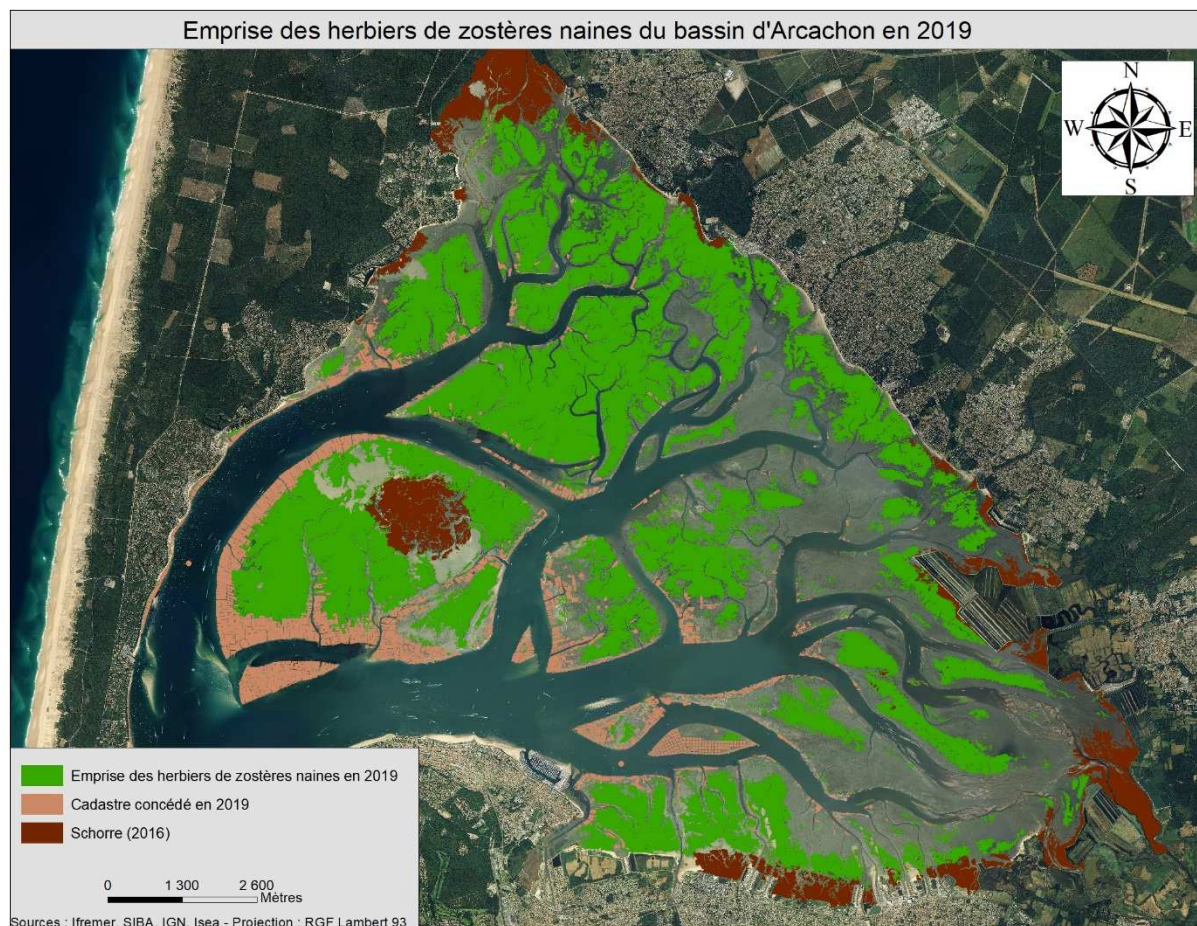 Emprise des herbiers de zostères naines du bassin d'Arcachon en 2019
N
W E
S
Emprise des herbiers de zostères naines en 2019
Cadastre concédé en 2019
Schorre (2016)
0 1 300 2 600
Mètres
Sources : Ifremer, SIBA, IGN, Isea - Projection : RGF Lambert 93